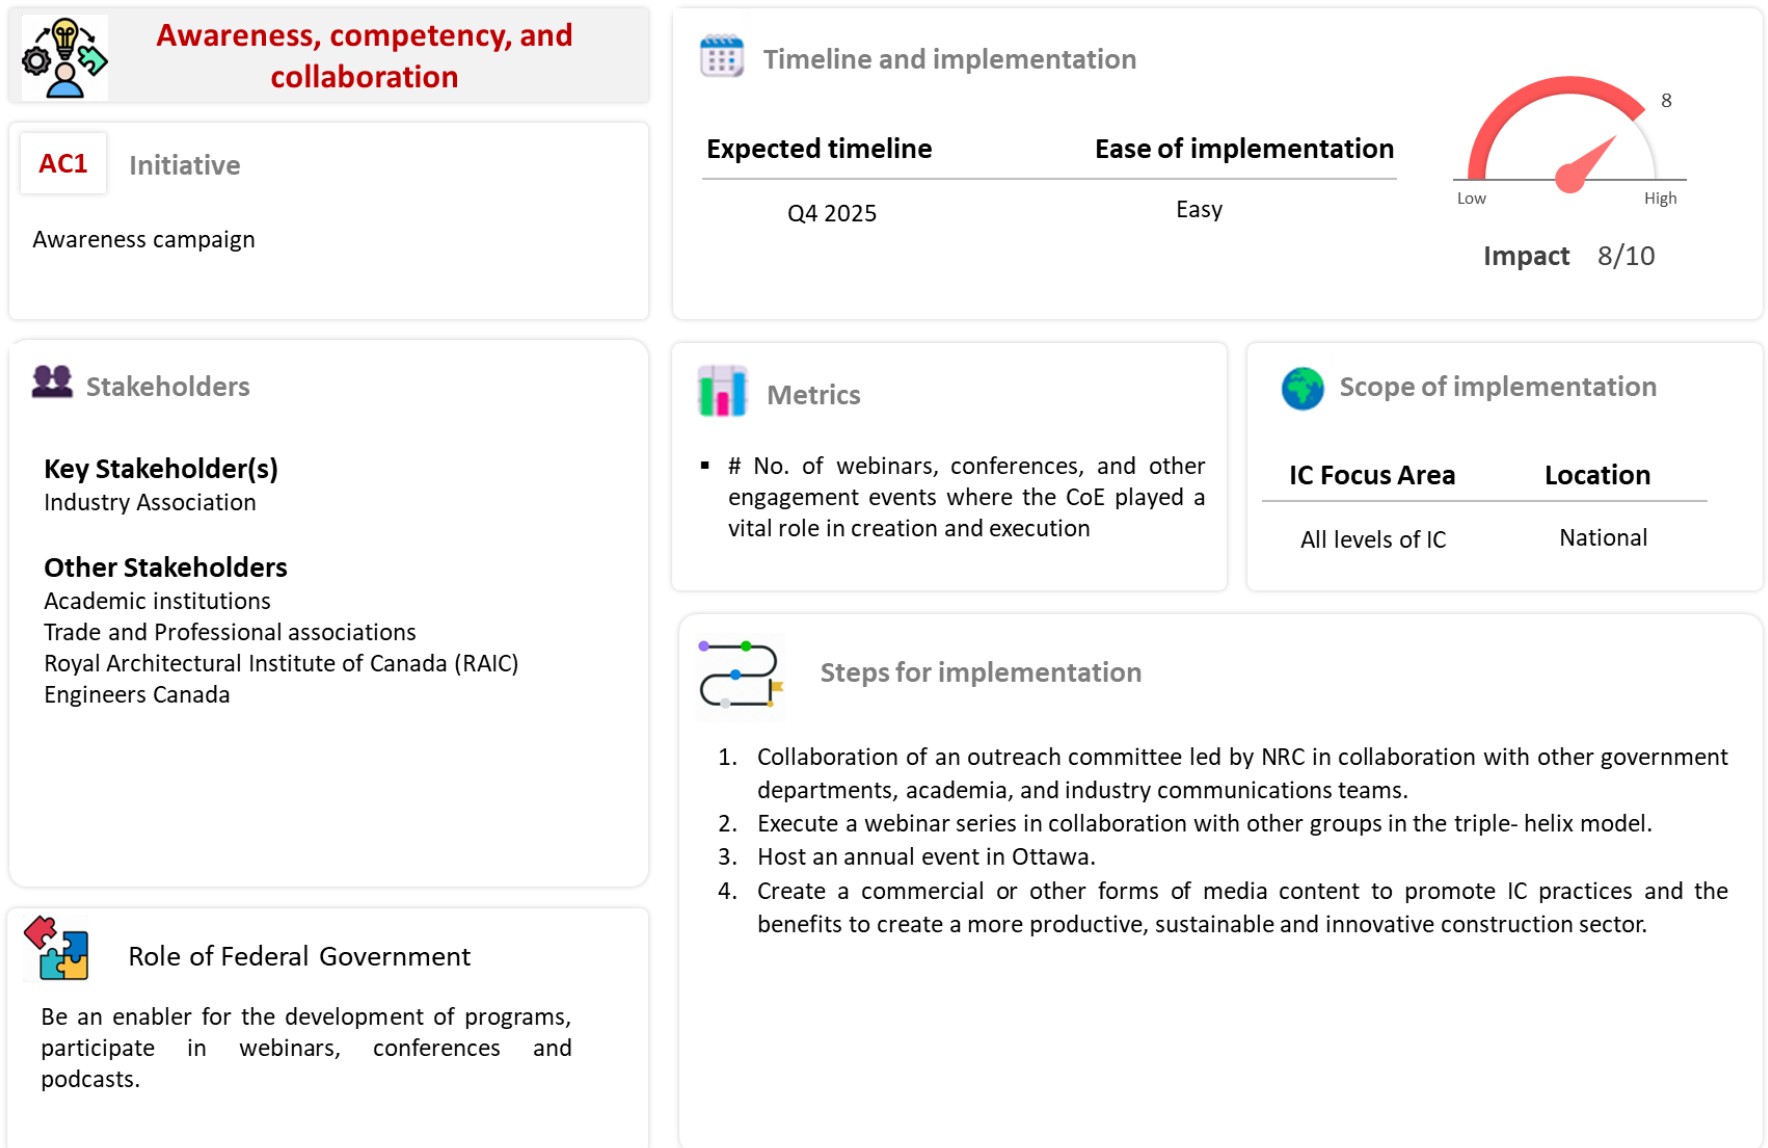 Awareness, competency, and
collaboration
AC1 Initiative
Awareness campaign
Timeline and implementation
Expected timeline Ease of implementation
Q4 2025 Easy
8
Low High
Impact 8/10
Stakeholders
Key Stakeholder(s)
Industry Association
Other Stakeholders
Academic institutions
Trade and Professional associations
Royal Architectural Institute of Canada (RAIC)
Engineers Canada
Metrics
▪ # No. of webinars, conferences, and other
engagement events where the CoE played a
vital role in creation and execution
Scope of implementation
IC Focus Area Location
All levels of IC National
Role of Federal Government
Be an enabler for the development of programs,
participate in webinars, conferences and
podcasts.
Steps for implementation
1. Collaboration of an outreach committee led by NRC in collaboration with other government
departments, academia, and industry communications teams.
2. Execute a webinar series in collaboration with other groups in the triple- helix model.
3. Host an annual event in Ottawa.
4. Create a commercial or other forms of media content to promote IC practices and the
benefits to create a more productive, sustainable and innovative construction sector.